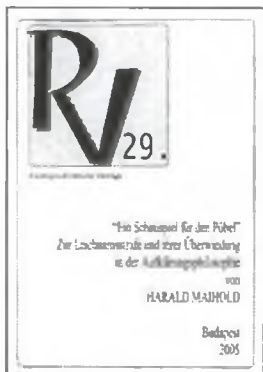 RV
29.
"Ein Schauspiel für den Pöbel"
Zur Leichnamsstrafe und ihrer Überwindung
in der Aufklärungsphilosophie
von
HARALD MAIHOLD
Budapest
2005